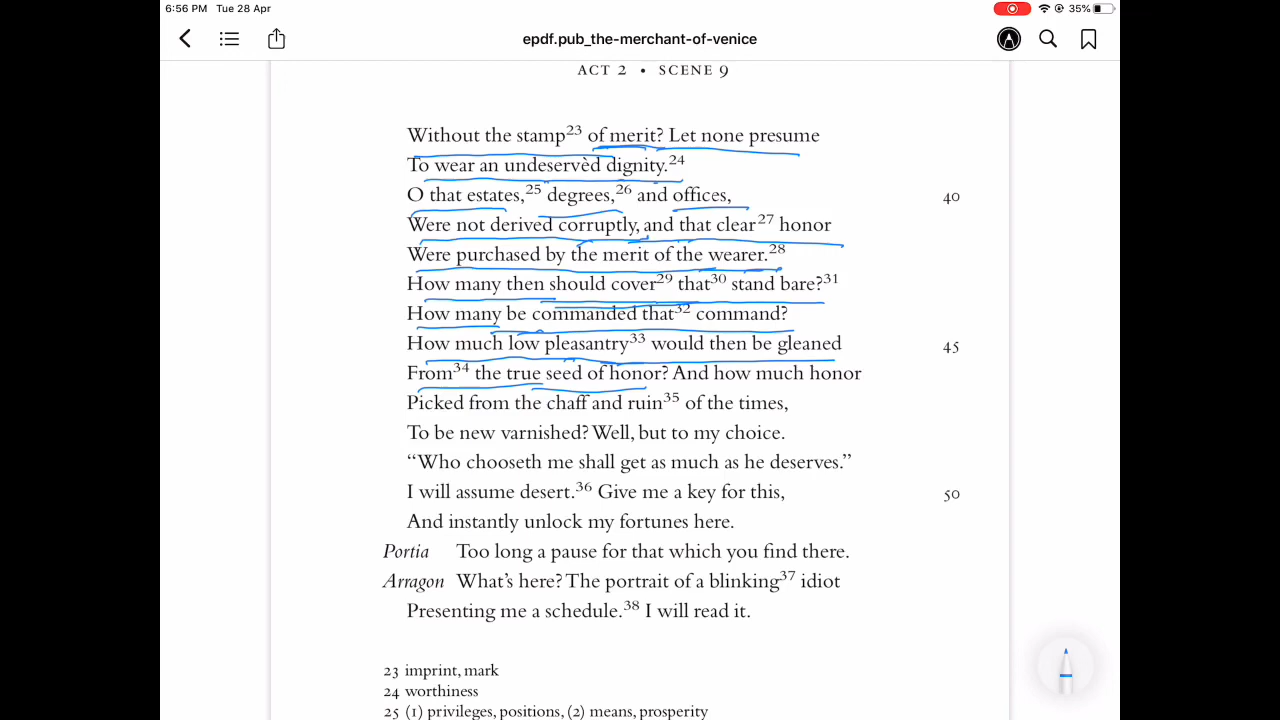 6:56 PM Tue 28 Apr 35%
epdf.pub_the-merchant-of-venice
ACT 2 • SCENE 9
Without the stamp23 of merit? Let none presume
To wear an undeservèd dignity.24
O that estates,25 degrees,26 and offices, 40
Were not derived corruptly, and that clear27 honor
Were purchased by the merit of the wearer.28
How many then should cover29 that30 stand bare?31
How many be commanded that32 command?
How much low pleasantry33 would then be gleaned 45
From34 the true seed of honor? And how much honor
Picked from the chaff and ruin35 of the times,
To be new varnished? Well, but to my choice.
“Who chooseth me shall get as much as he deserves.”
I will assume desert.36 Give me a key for this, 50
And instantly unlock my fortunes here.
Portia Too long a pause for that which you find there.
Arragon What’s here? The portrait of a blinking37 idiot
Presenting me a schedule.38 I will read it.
23 imprint, mark
24 worthiness
25 (1) privileges, positions, (2) means, prosperity